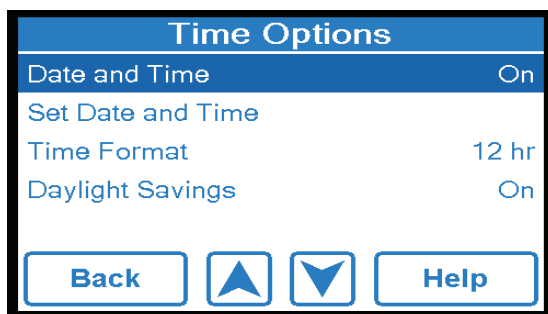 Time Options
Date and Time On
Set Date and Time
Time Format 12 hr
Daylight Savings On
Back Help